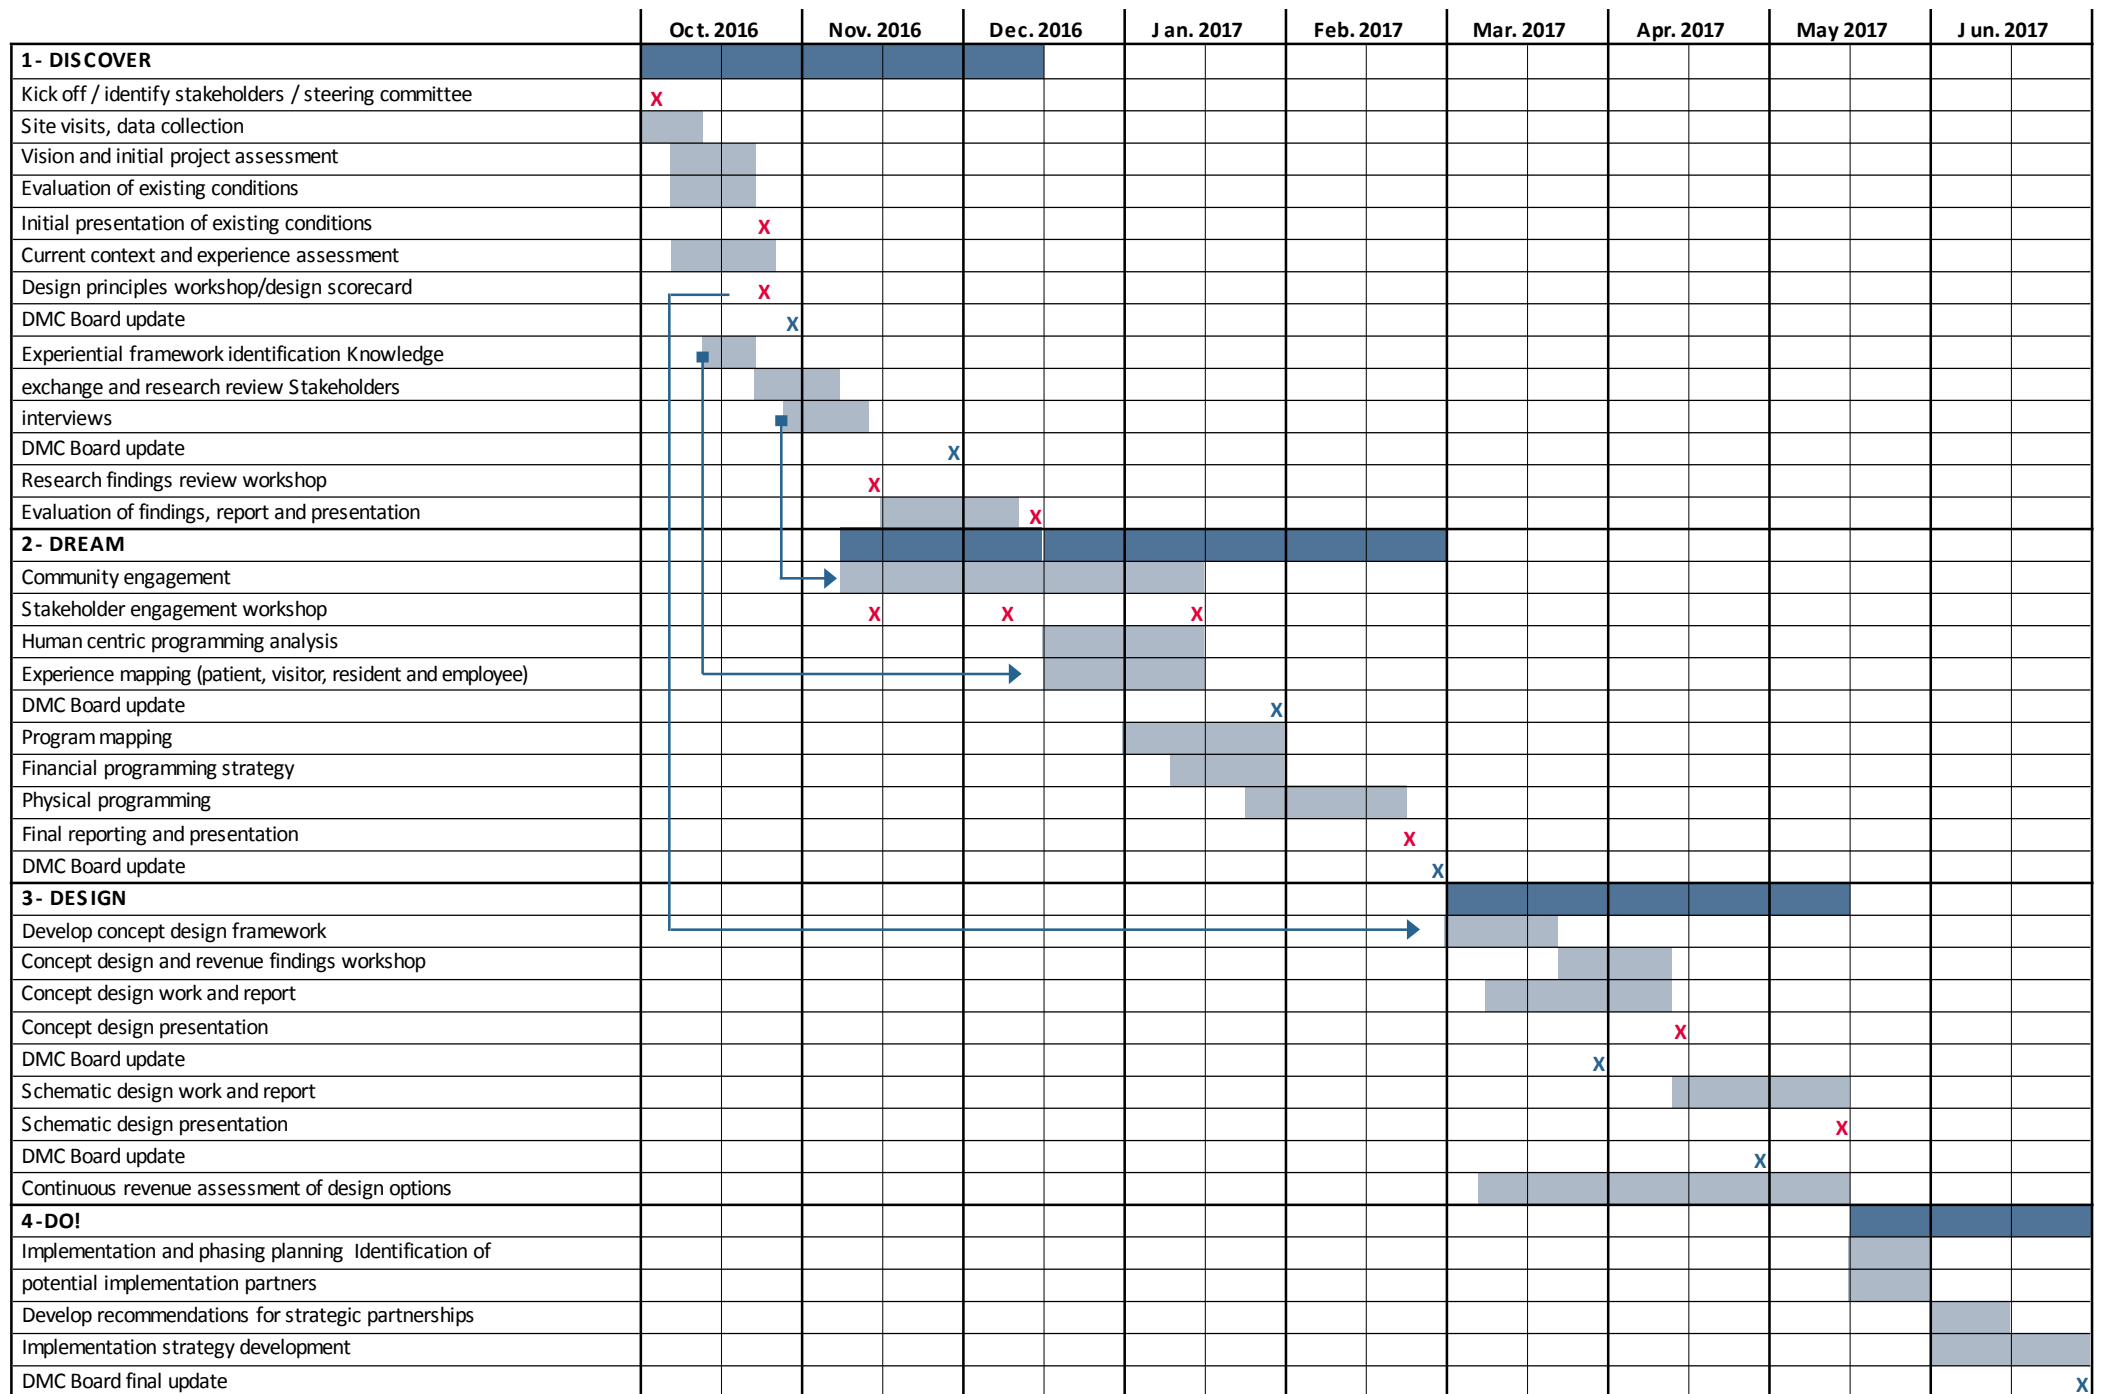 Oct. 2016 Nov. 2016 Dec. 2016 Jan. 2017 Feb. 2017 Mar. 2017 Apr. 2017 May 2017 Jun. 2017
1- DISCOVER
Kick off / identify stakeholders / steering committee X
Site visits, data collection
Vision and initial project assessment
Evaluation of existing conditions
Initial presentation of existing conditions X
Current context and experience assessment
Design principles workshop/design scorecard X
DMC Board update X
Experiential framework identification Knowledge
exchange and research review Stakeholders
interviews
DMC Board update X
Research findings review workshop X
Evaluation of findings, report and presentation X
2- DREAM
Community engagement
Stakeholder engagement workshop X X X
Human centric programming analysis
Experience mapping (patient, visitor, resident and employee)
DMC Board update X
Program mapping
Financial programming strategy
Physical programming
Final reporting and presentation X
DMC Board update X
3- DESIGN
Develop concept design framework
Concept design and revenue findings workshop
Concept design work and report
Concept design presentation X
DMC Board update X
Schematic design work and report
Schematic design presentation X
DMC Board update X
Continuous revenue assessment of design options
4-DO!
Implementation and phasing planning Identification of
potential implementation partners
Develop recommendations for strategic partnerships
Implementation strategy development
DMC Board final update X